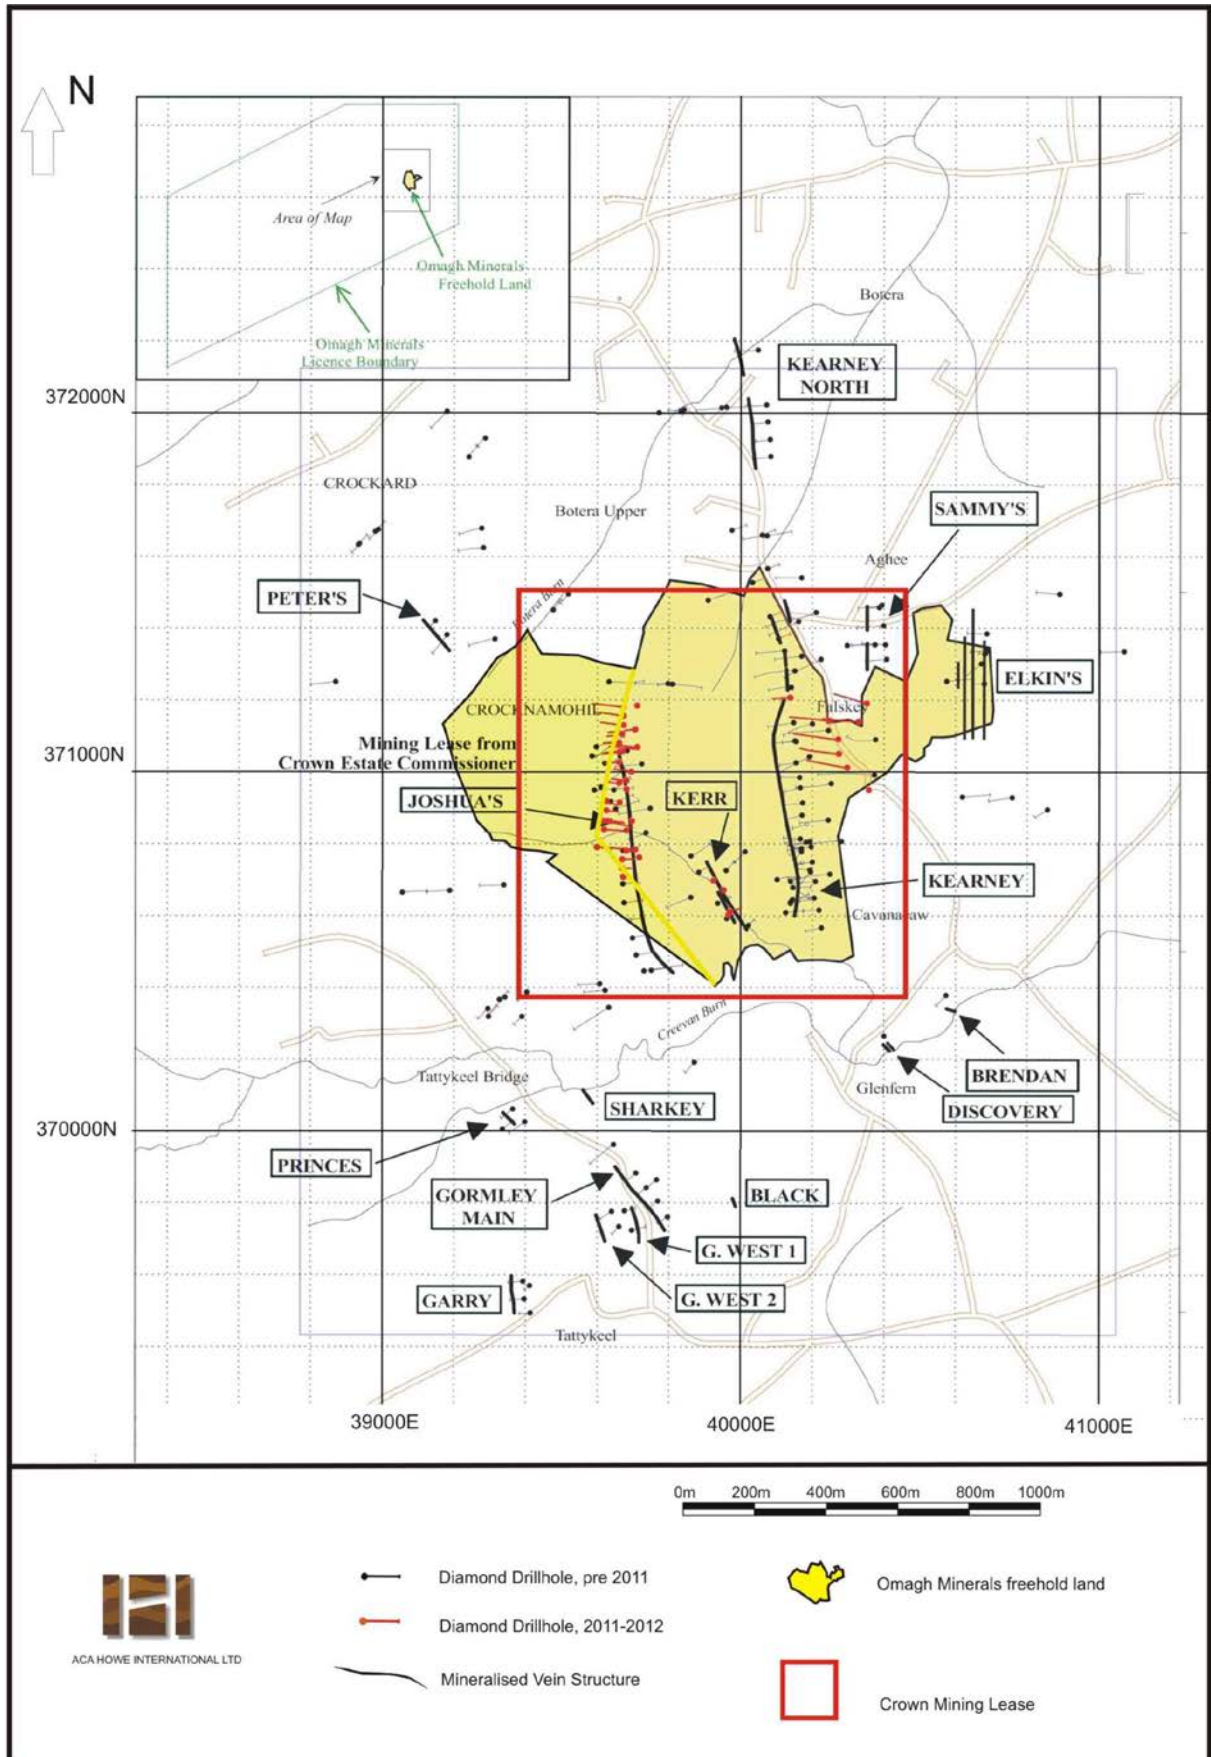 N
Area of Map
Omagh Minerals
Freehold Land
Omagh Minerals
Licence Boundary
Botera
KEARNEY
NORTH
372000N
CROCKARD
Botera Upper
SAMMY'S
Aghee
PETER'S
Botera Burn
ELKIN'S
CROCKNAMOHIL
Falskey
Mining Lease from
Crown Estate Commissioner
371000N
JOSHUA'S
KERR
KEARNEY
Cavanacaw
Creevan Burn
Tattykeel Bridge
BRENDAN
Glenfern
SHARKEY
DISCOVERY
370000N
PRINCES
GORMLEY
MAIN
BLACK
G. WEST 1
GARRY
G. WEST 2
Tattykeel
39000E
40000E
41000E
0m 200m 400m 600m 800m 1000m
Diamond Drillhole, pre 2011
Omagh Minerals freehold land
Diamond Drillhole, 2011-2012
ACA HOWE INTERNATIONAL LTD
Mineralised Vein Structure
Crown Mining Lease